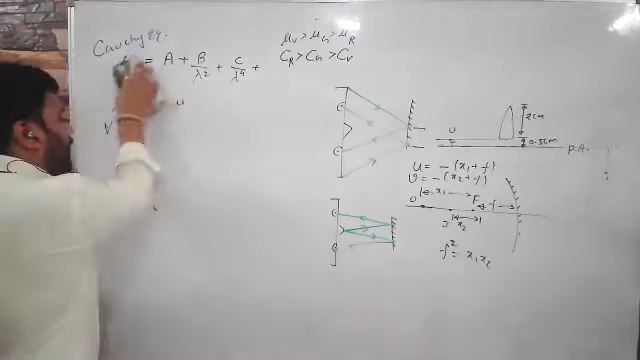 Cauchy Eq.
= A + B/λ² + C/λ⁴ +
μ
μv > μG > μR
CR > CG > CV
2cm
0.5cm
P.A.
u = - (x₁ + f)
v = - (x₂ + f)
x₁
O
F
f
I
x₂
f² = x₁x₂